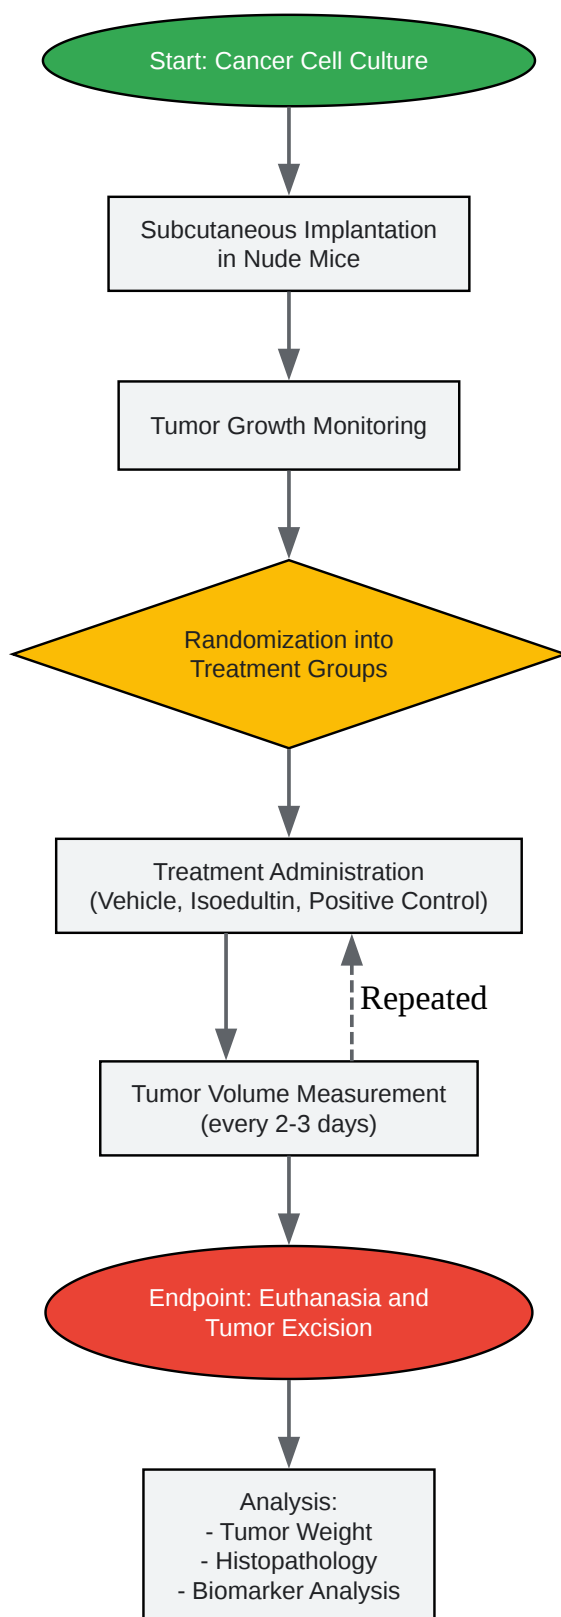 Start: Cancer Cell Culture
Subcutaneous Implantation
in Nude Mice
Tumor Growth Monitoring
Randomization into
Treatment Groups
Treatment Administration
(Vehicle, Isoedultin, Positive Control)
Repeated
Tumor Volume Measurement
(every 2-3 days)
Endpoint: Euthanasia and
Tumor Excision
Analysis:
- Tumor Weight
- Histopathology
- Biomarker Analysis